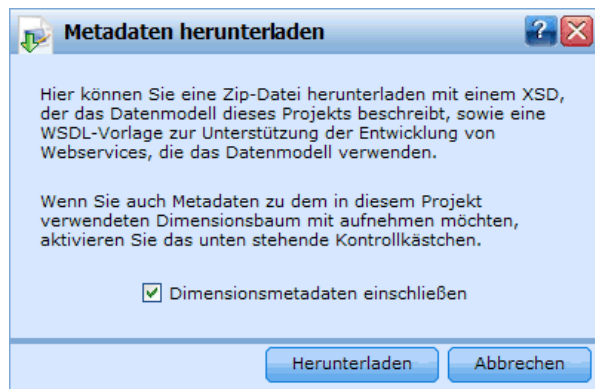 Metadaten herunterladen
?
Hier können Sie eine Zip-Datei herunterladen mit einem XSD,
der das Datenmodell dieses Projekts beschreibt, sowie eine
WSDL-Vorlage zur Unterstützung der Entwicklung von
Webservices, die das Datenmodell verwenden.
Wenn Sie auch Metadaten zu dem in diesem Projekt
verwendeten Dimensionsbaum mit aufnehmen möchten,
aktivieren Sie das unten stehende Kontrollkästchen.
Dimensionsmetadaten einschließen
Herunterladen Abbrechen